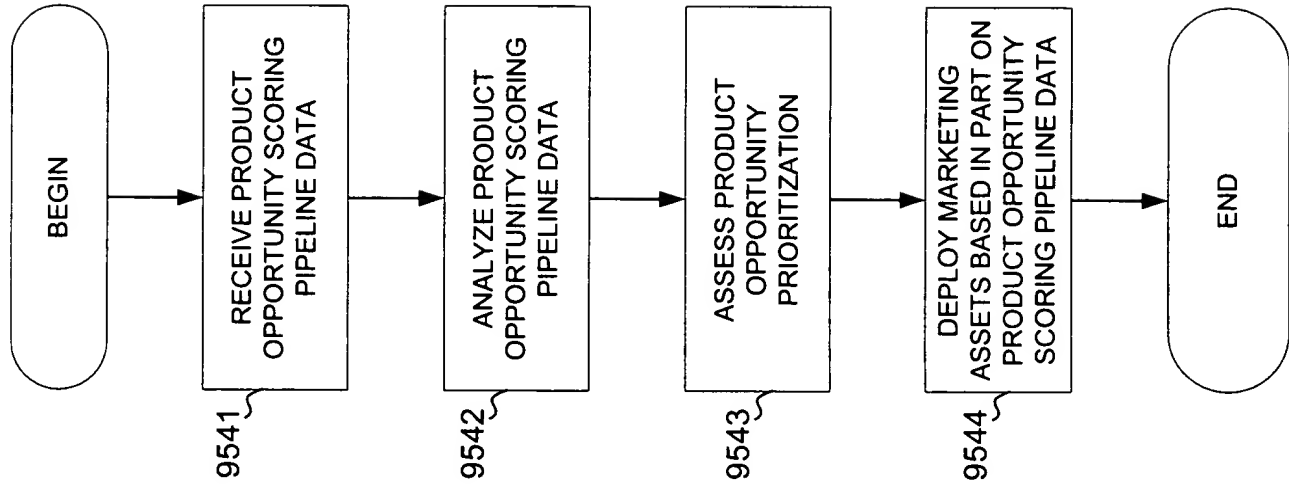 BEGIN
9541
RECEIVE PRODUCT
OPPORTUNITY SCORING
PIPELINE DATA
9542
ANALYZE PRODUCT
OPPORTUNITY SCORING
PIPELINE DATA
9543
ASSESS PRODUCT
OPPORTUNITY
PRIORITIZATION
9544
DEPLOY MARKETING
ASSETS BASED IN PART ON
PRODUCT OPPORTUNITY
SCORING PIPELINE DATA
END